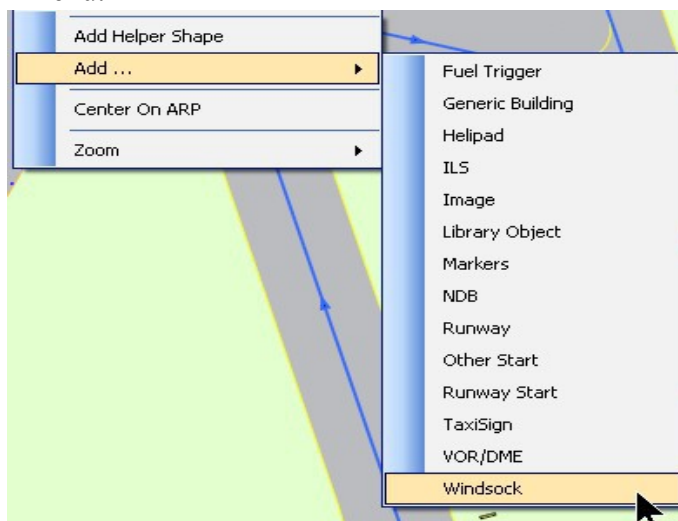 Add Helper Shape
Add ...
Center On ARP
Zoom
Fuel Trigger
Generic Building
Helipad
ILS
Image
Library Object
Markers
NDB
Runway
Other Start
Runway Start
TaxiSign
VOR/DME
Windsock